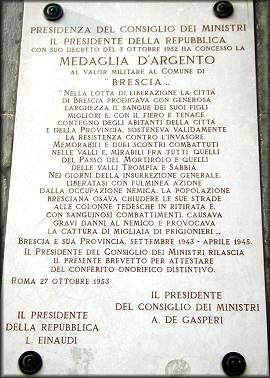 PRESIDENZA DEL CONSIGLIO DEI MINISTRI
IL PRESIDENTE DELLA REPUBBLICA
CON SUO DECRETO DEL 3 OTTOBRE 1952 HA CONCESSO LA
MEDAGLIA D'ARGENTO
AL VALOR MILITARE AL COMUNE DI
"BRESCIA"
"NELLA LOTTA DI LIBERAZIONE LA CITTÀ
DI BRESCIA PRODIGAVA CON GENEROSA
LARGHEZZA IL SANGUE DEI SUOI FIGLI
MIGLIORI E, CON IL FIERO E TENACE
CONTEGNO DEGLI ABITANTI DELLA CITTÀ
E DELLA PROVINCIA, SOSTENEVA VALIDAMENTE
LA RESISTENZA CONTRO L'INVASORE.
MEMORABILI E DURI SCONTRI COMBATTUTI
NELLE VALLI E, MIRABILI FRA TUTTI QUELLI
DEL PASSO DEL MORTIROLO E QUELLI
DELLE VALLI TROMPIA E SABBIA.
NEI GIORNI DELLA INSURREZIONE GENERALE,
LIBERATASI CON FULMINEA AZIONE
DALLA OCCUPAZIONE NEMICA, LA POPOLAZIONE
BRESCIANA OSAVA CHIUDERE LE SUE STRADE
ALLE COLONNE TEDESCHE IN RITIRATA E,
CON SANGUINOSI COMBATTIMENTI, CAUSAVA
GRAVI DANNI AL NEMICO E PROVOCAVA
LA CATTURA DI MIGLIAIA DI PRIGIONIERI"
BRESCIA E SUA PROVINCIA, SETTEMBRE 1943 - APRILE 1945.
IL PRESIDENTE DEL CONSIGLIO DEI MINISTRI RILASCIA
IL PRESENTE BREVETTO PER ATTESTARE
DEL CONFERITO ONORIFICO DISTINTIVO.
ROMA 27 OTTOBRE 1953
IL PRESIDENTE
DELLA REPUBBLICA
L. EINAUDI
IL PRESIDENTE
DEL CONSIGLIO DEI MINISTRI
A. DE GASPERI